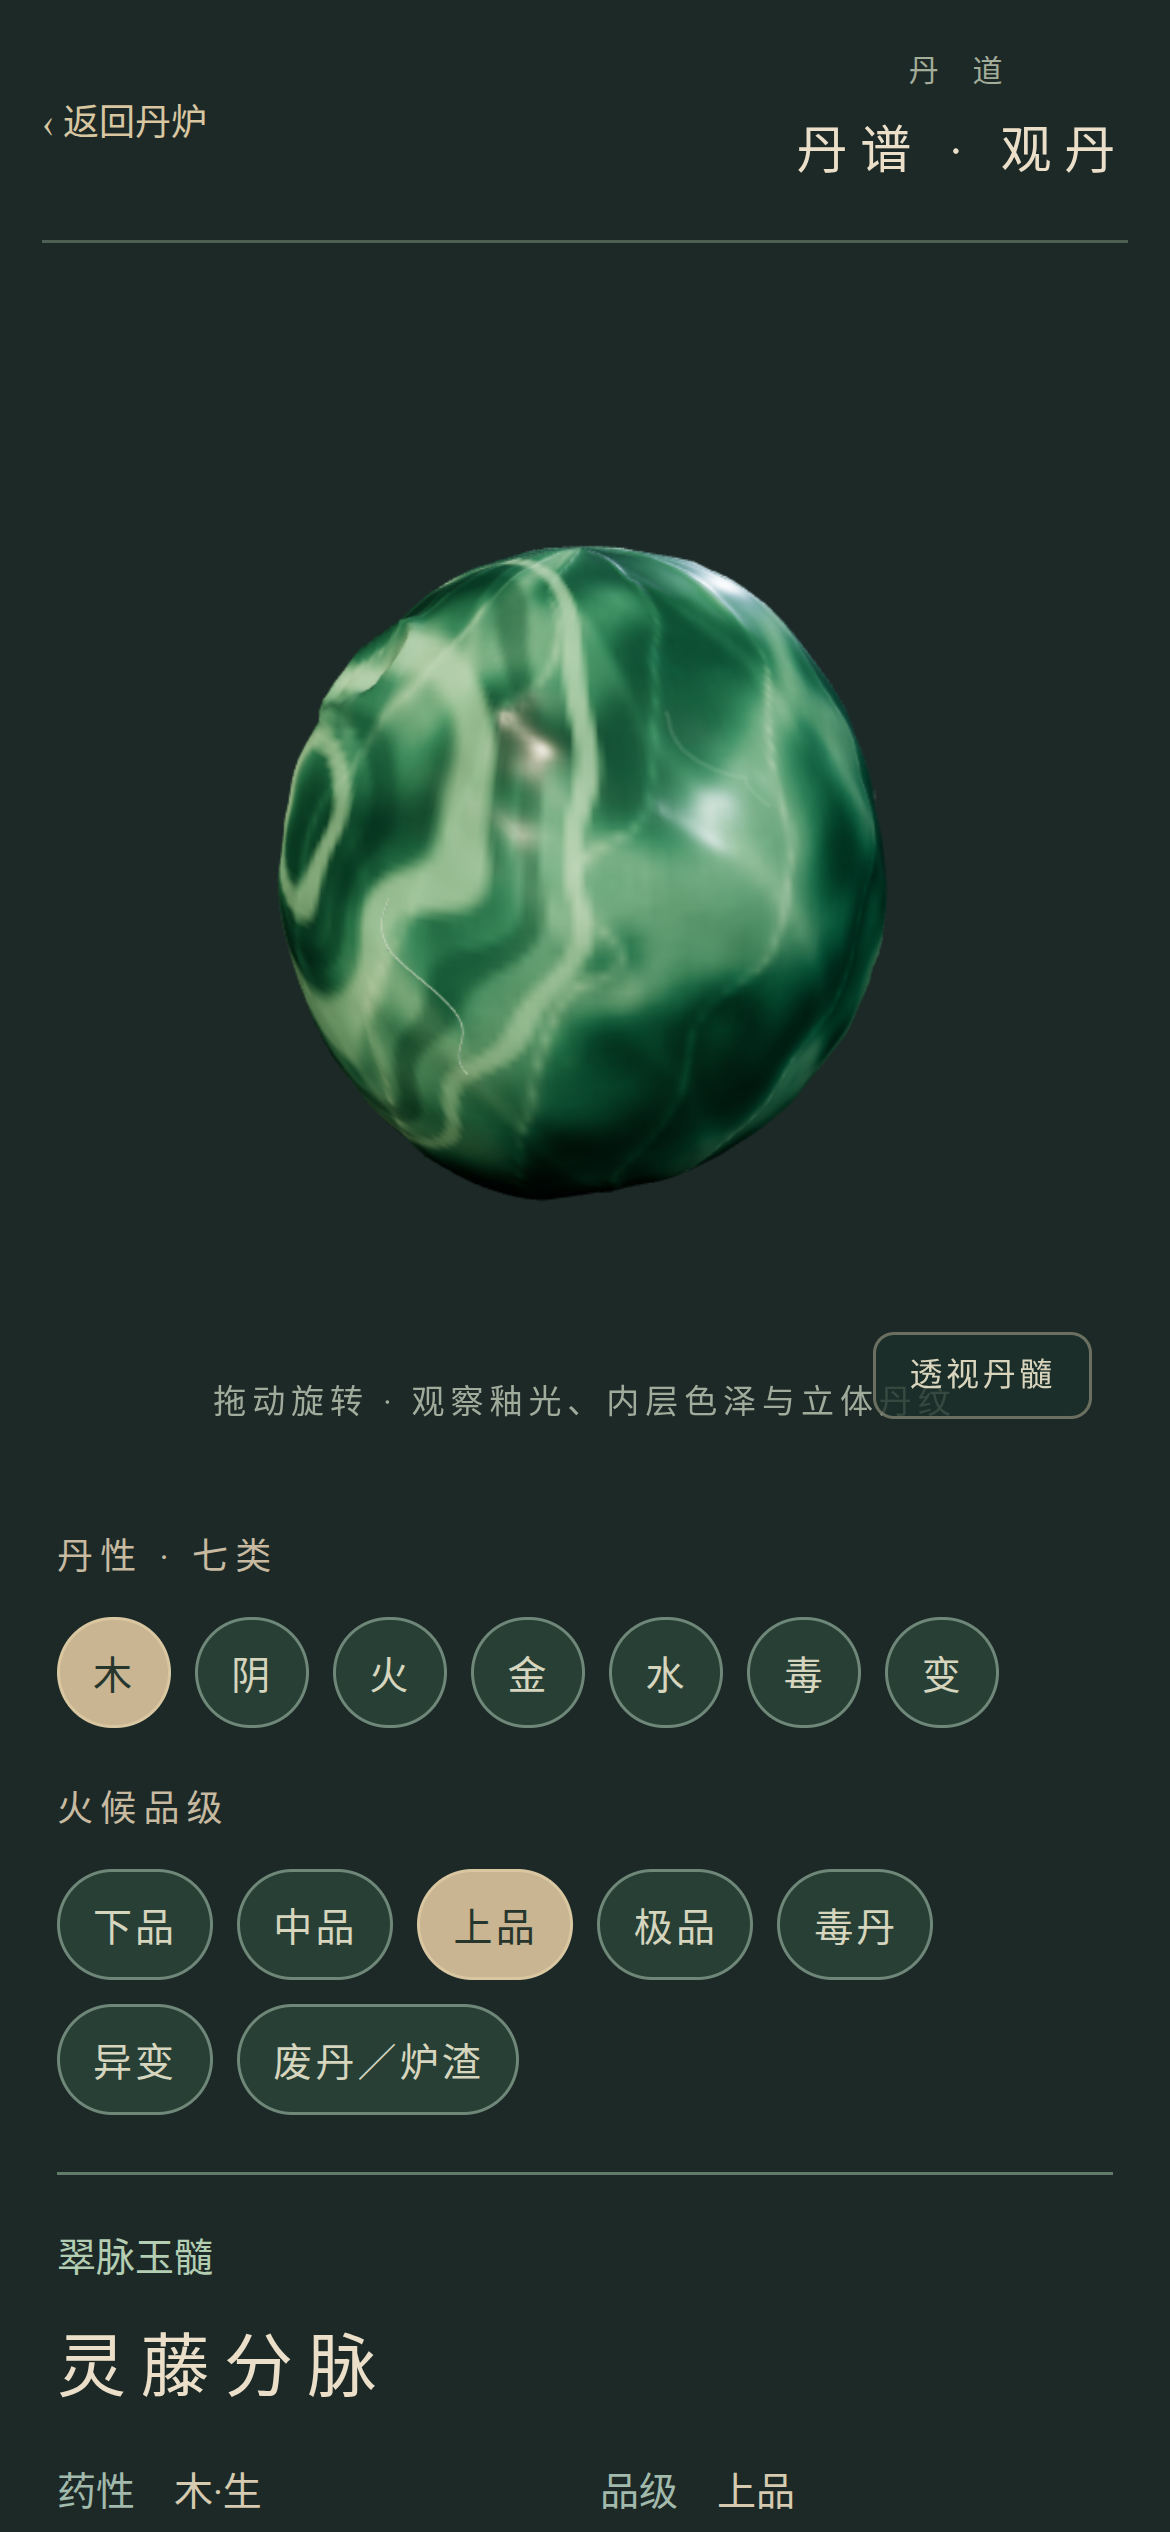 丹 道
‹ 返回丹炉
丹谱 · 观丹
透视丹髓
拖动旋转 · 观察釉光、内层色泽与立体丹纹
丹性 · 七类
木 阴 火 金 水 毒 变
火候品级
下品 中品 上品 极品 毒丹
异变 废丹／炉渣
翠脉玉髓
灵藤分脉
药性 木·生 品级 上品